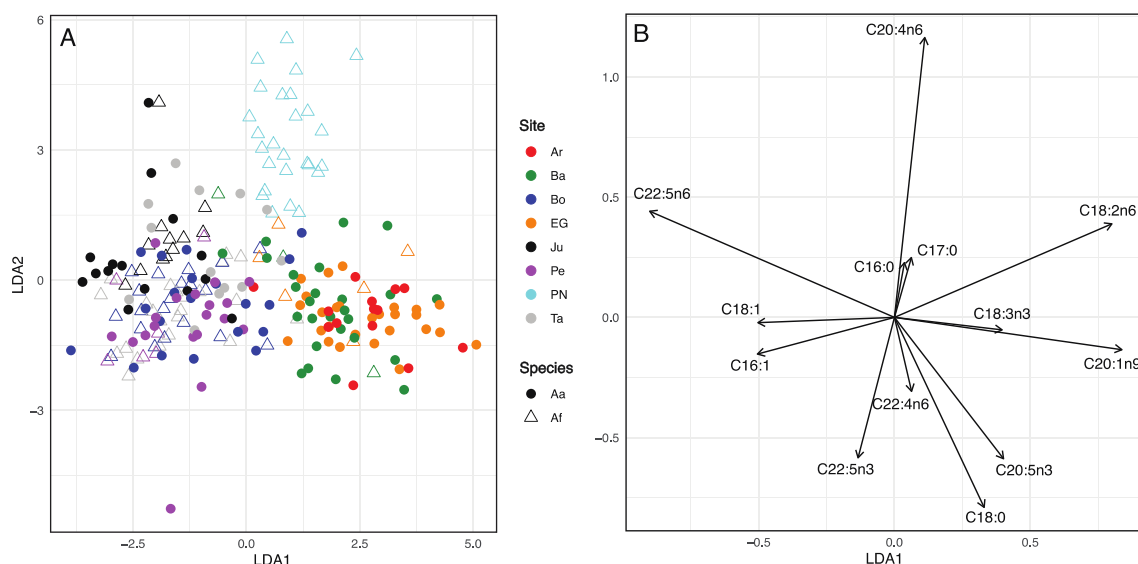 A
LDA2
6
3
0
−3
−2.5
0.0
2.5
5.0
LDA1
Site
Ar
Ba
Bo
EG
Ju
Pe
PN
Ta
Species
Aa
Af
B
1.0
0.5
0.0
−0.5
C20:4n6
C22:5n6
C18:2n6
C17:0
C16:0
C18:1
C18:3n3
C16:1
C20:1n9
C22:4n6
C22:5n3
C20:5n3
C18:0
−0.5
0.0
0.5
LDA1